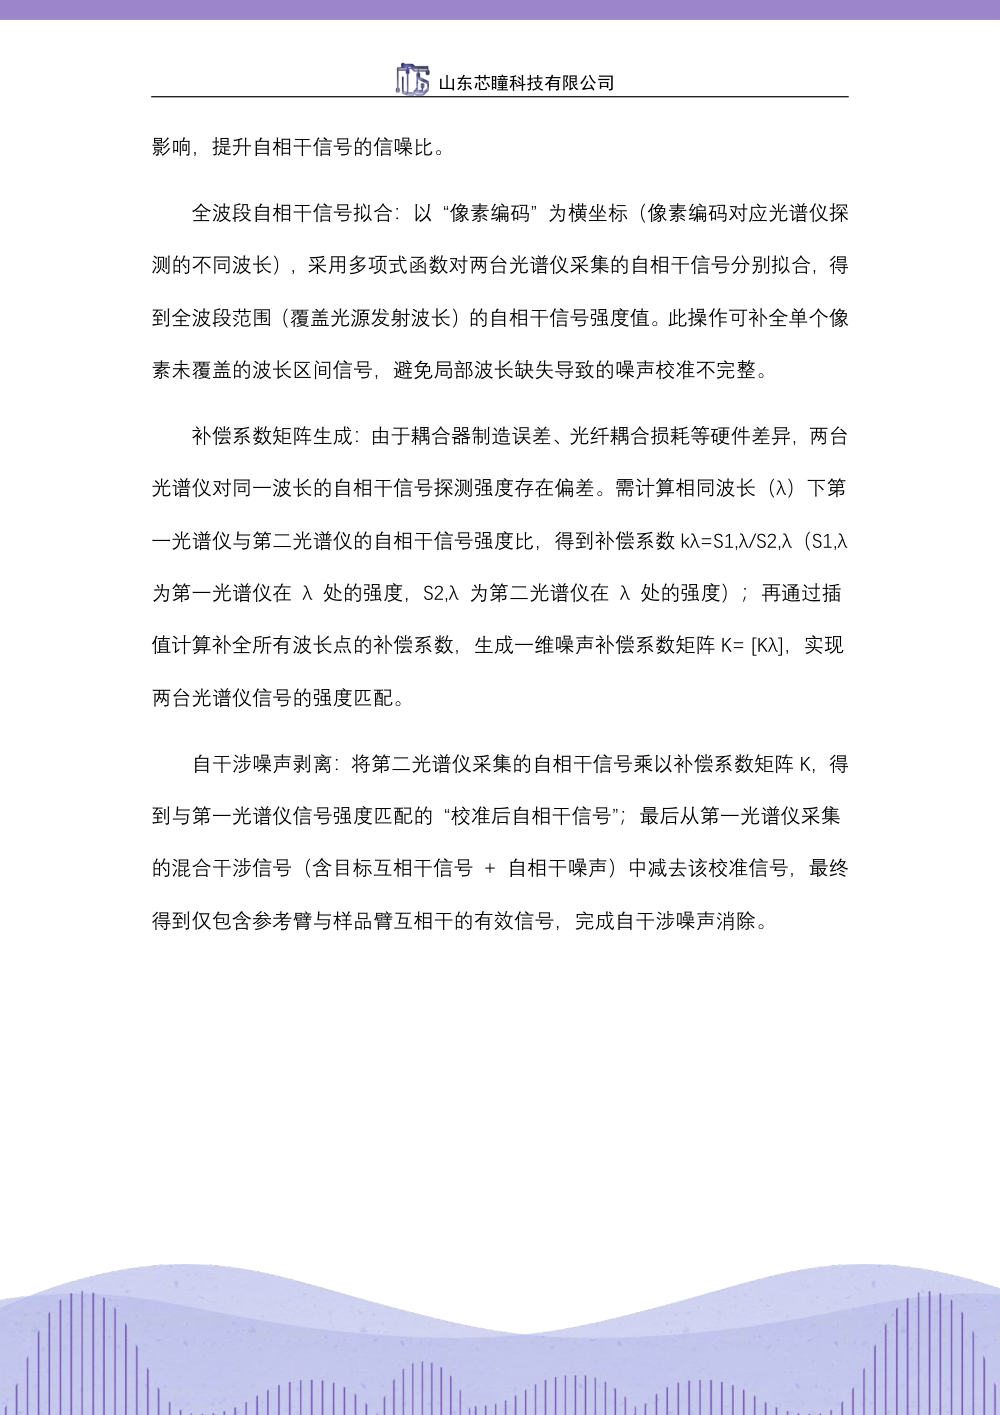 山东芯瞳科技有限公司
影响，提升自相干信号的信噪比。
全波段自相干信号拟合：以 “像素编码” 为横坐标（像素编码对应光谱仪探
测的不同波长），采用多项式函数对两台光谱仪采集的自相干信号分别拟合，得
到全波段范围（覆盖光源发射波长）的自相干信号强度值。此操作可补全单个像
素未覆盖的波长区间信号，避免局部波长缺失导致的噪声校准不完整。
补偿系数矩阵生成：由于耦合器制造误差、光纤耦合损耗等硬件差异，两台
光谱仪对同一波长的自相干信号探测强度存在偏差。需计算相同波长（λ）下第
一光谱仪与第二光谱仪的自相干信号强度比，得到补偿系数 kλ=S1,λ/S2,λ（S1,λ
为第一光谱仪在 λ 处的强度，S2,λ 为第二光谱仪在 λ 处的强度）；再通过插
值计算补全所有波长点的补偿系数，生成一维噪声补偿系数矩阵 K= [Kλ]，实现
两台光谱仪信号的强度匹配。
自干涉噪声剥离：将第二光谱仪采集的自相干信号乘以补偿系数矩阵 K，得
到与第一光谱仪信号强度匹配的 “校准后自相干信号”；最后从第一光谱仪采集
的混合干涉信号（含目标互相干信号 + 自相干噪声）中减去该校准信号，最终
得到仅包含参考臂与样品臂互相干的有效信号，完成自干涉噪声消除。